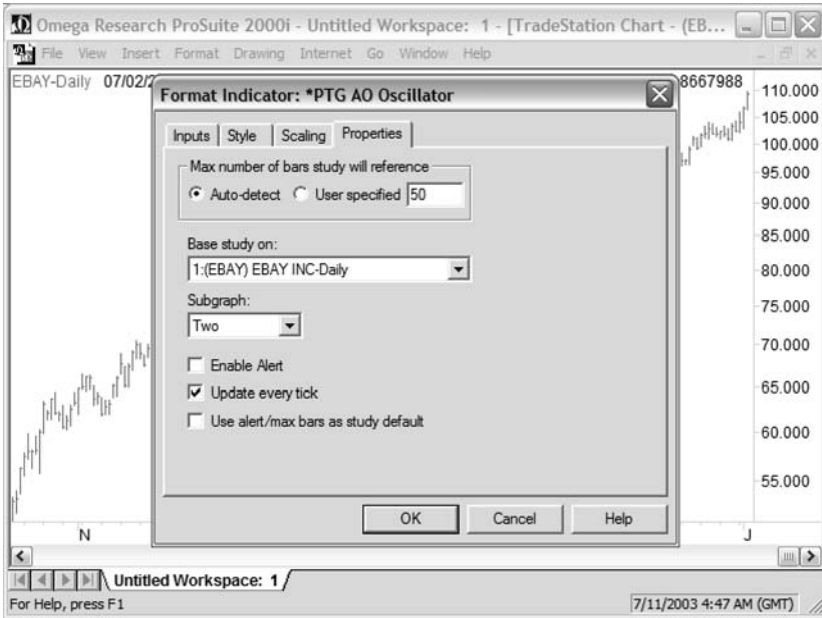 Omega Research ProSuite 2000i - Untitled Workspace: 1 - [TradeStation Chart - (EB...
File View Insert Format Drawing Internet Go Window Help
EBAY-Daily 07/02/2
8667988
Format Indicator: *PTG AO Oscillator
Inputs Style Scaling Properties
Max number of bars study will reference
Auto-detect User specified 50
Base study on:
1:(EBAY) EBAY INC-Daily
Subgraph:
Two
Enable Alert
Update every tick
Use alert/max bars as study default
OK Cancel Help
110.000
105.000
100.000
95.000
90.000
85.000
80.000
75.000
70.000
65.000
60.000
55.000
N J
Untitled Workspace: 1
For Help, press F1
7/11/2003 4:47 AM (GMT)